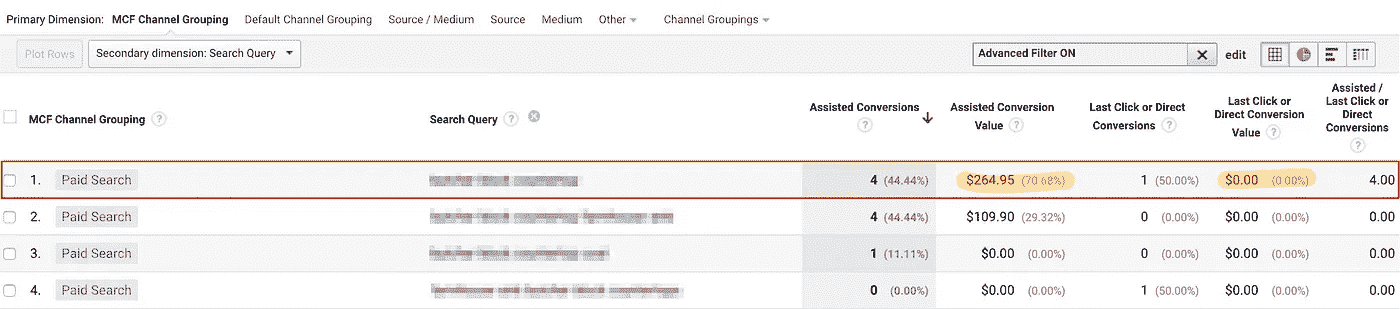 Primary Dimension: MCF Channel Grouping Default Channel Grouping Source / Medium Source Medium Other Channel Groupings
Plot Rows Secondary dimension: Search Query Advanced Filter ON edit
MCF Channel Grouping ? Search Query ? Assisted Conversions ? Assisted Conversion Value ? Last Click or Direct Conversions ? Last Click or Direct Conversion Value ? Assisted / Last Click or Direct Conversions ?
1. Paid Search 4 (44.44%) $264.95 (70.68%) 1 (50.00%) $0.00 (0.00%) 4.00
2. Paid Search 4 (44.44%) $109.90 (29.32%) 0 (0.00%) $0.00 (0.00%) 0.00
3. Paid Search 1 (11.11%) $0.00 (0.00%) 0 (0.00%) $0.00 (0.00%) 0.00
4. Paid Search 0 (0.00%) $0.00 (0.00%) 1 (50.00%) $0.00 (0.00%) 0.00